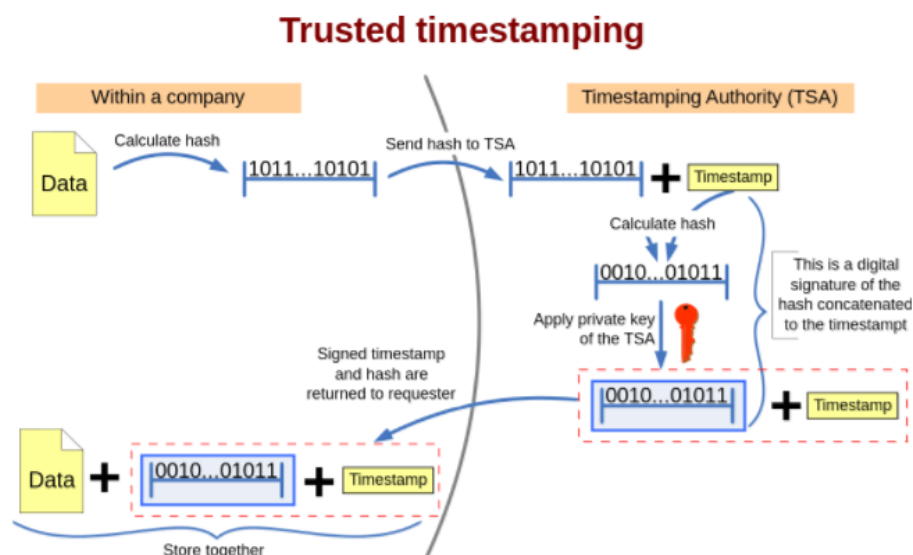 Trusted timestamping
Within a company
Timestamping Authority (TSA)
Data
Calculate hash
1011...10101
Send hash to TSA
1011...10101
+
Timestamp
Calculate hash
0010...01011
This is a digital
signature of the
hash concatenated
to the timestampt
Apply private key
of the TSA
Signed timestamp
and hash are
returned to requester
0010...01011
+
Timestamp
Data
+
0010...01011
+
Timestamp
Store together